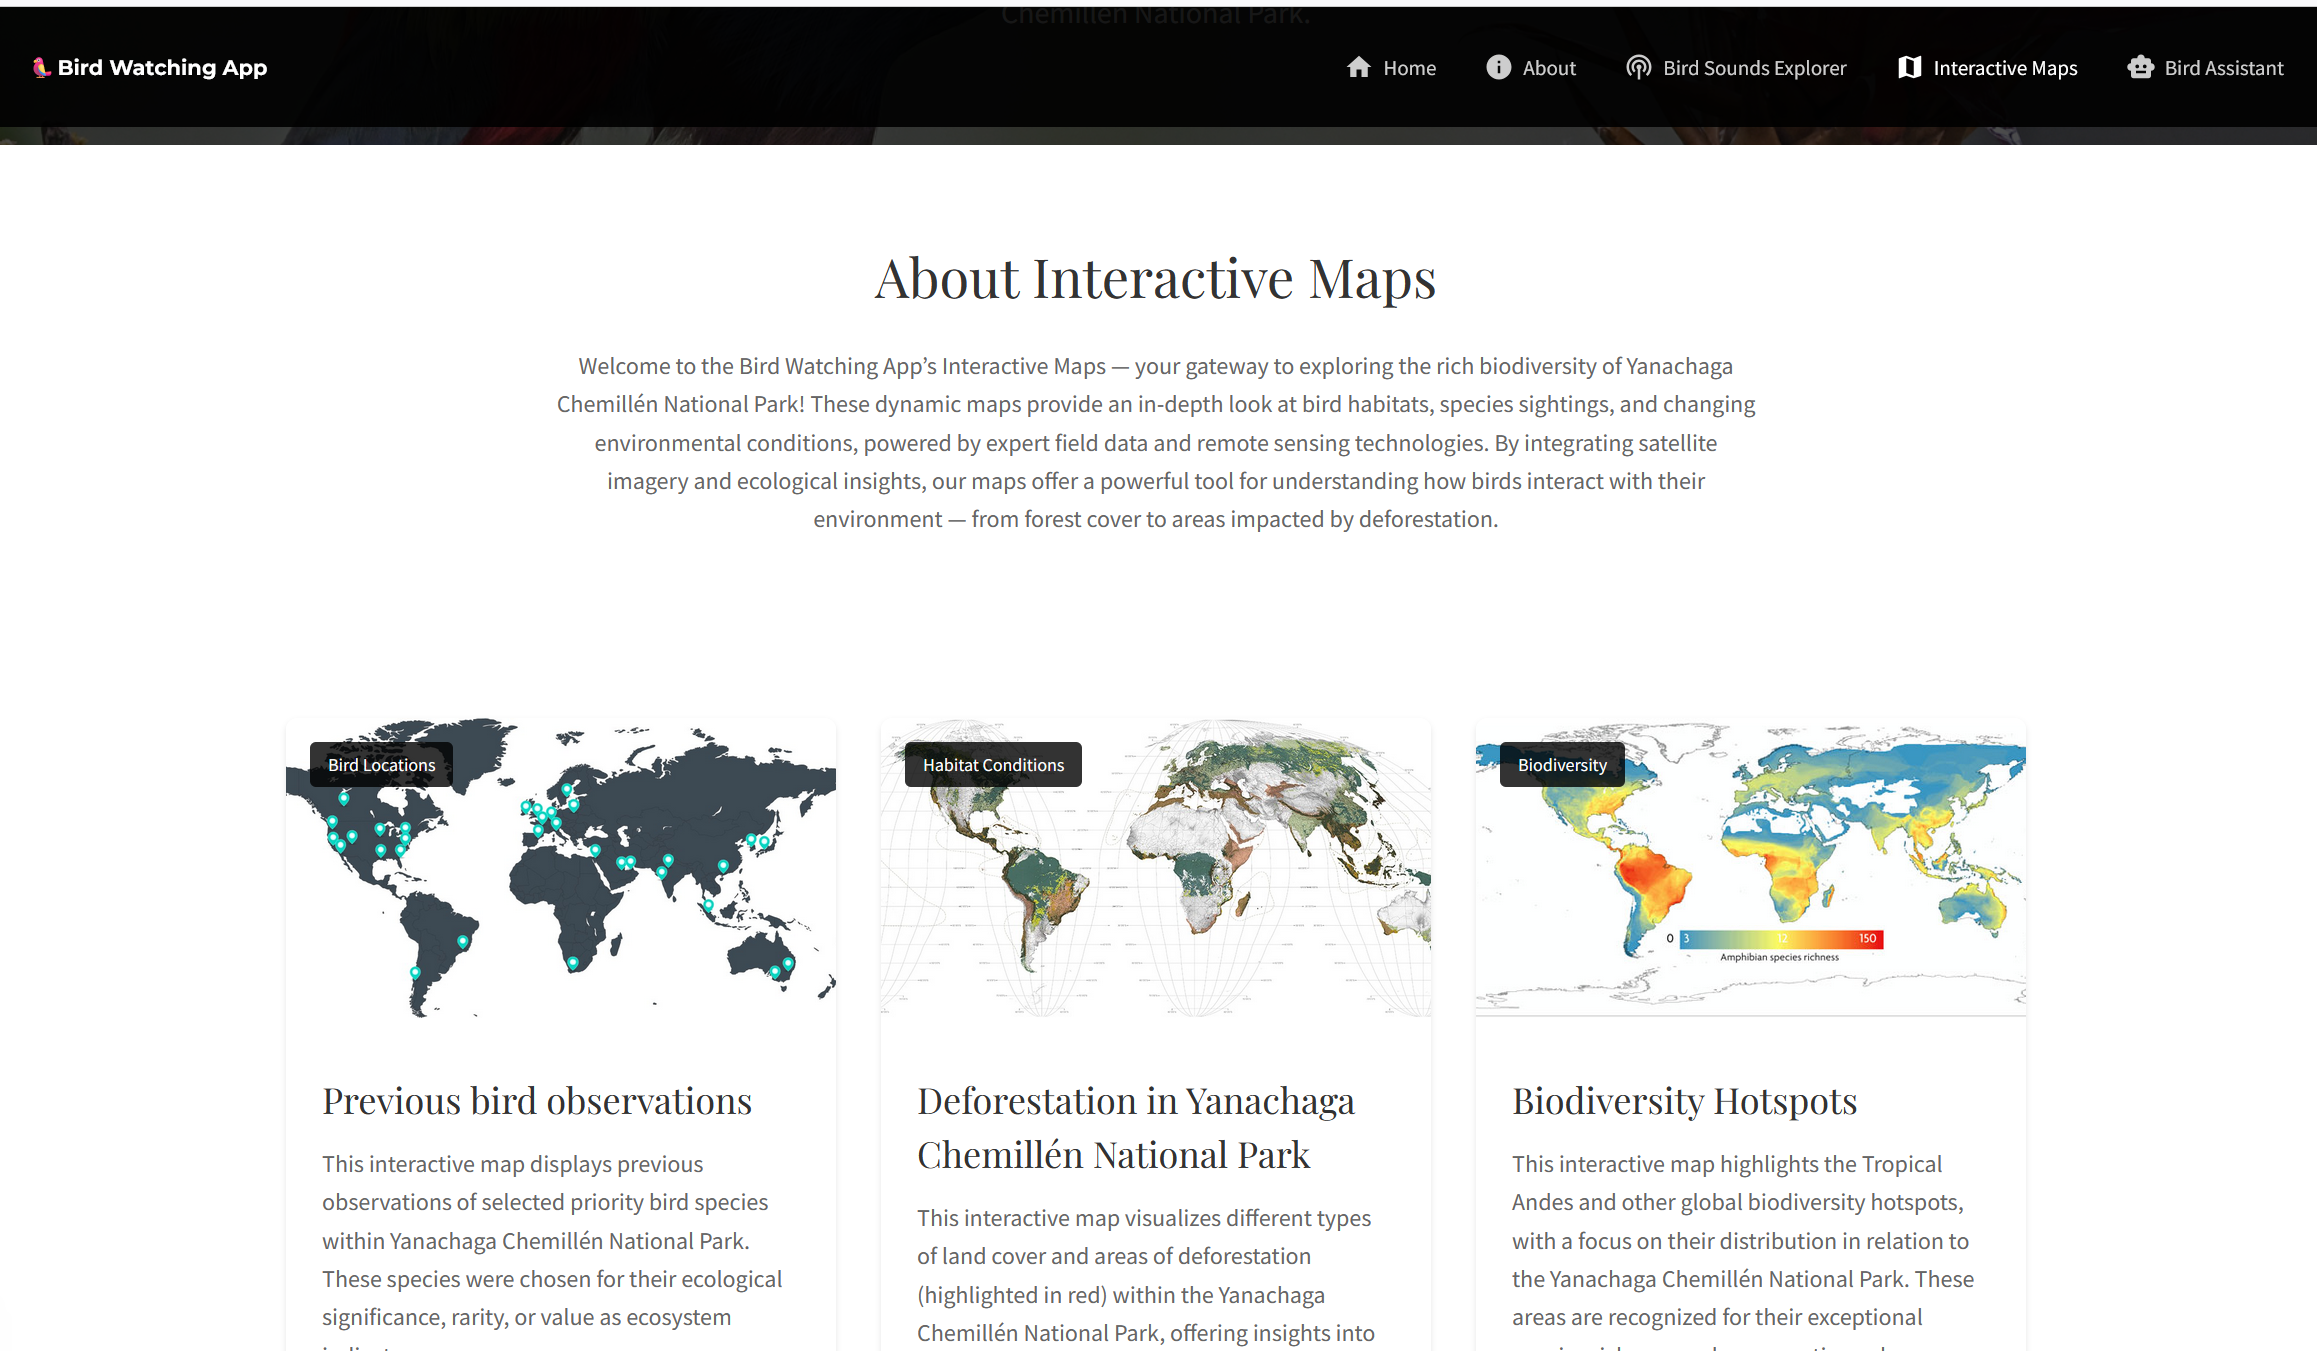 Chemillén National Park.
Bird Watching App
Home
About
Bird Sounds Explorer
Interactive Maps
Bird Assistant
About Interactive Maps
Welcome to the Bird Watching App’s Interactive Maps — your gateway to exploring the rich biodiversity of Yanachaga
Chemillén National Park! These dynamic maps provide an in-depth look at bird habitats, species sightings, and changing
environmental conditions, powered by expert field data and remote sensing technologies. By integrating satellite
imagery and ecological insights, our maps offer a powerful tool for understanding how birds interact with their
environment — from forest cover to areas impacted by deforestation.
Bird Locations
Previous bird observations
This interactive map displays previous
observations of selected priority bird species
within Yanachaga Chemillén National Park.
These species were chosen for their ecological
significance, rarity, or value as ecosystem
Habitat Conditions
Deforestation in Yanachaga
Chemillén National Park
This interactive map visualizes different types
of land cover and areas of deforestation
(highlighted in red) within the Yanachaga
Chemillén National Park, offering insights into
Biodiversity
0 3 12 150
Amphibian species richness
Biodiversity Hotspots
This interactive map highlights the Tropical
Andes and other global biodiversity hotspots,
with a focus on their distribution in relation to
the Yanachaga Chemillén National Park. These
areas are recognized for their exceptional